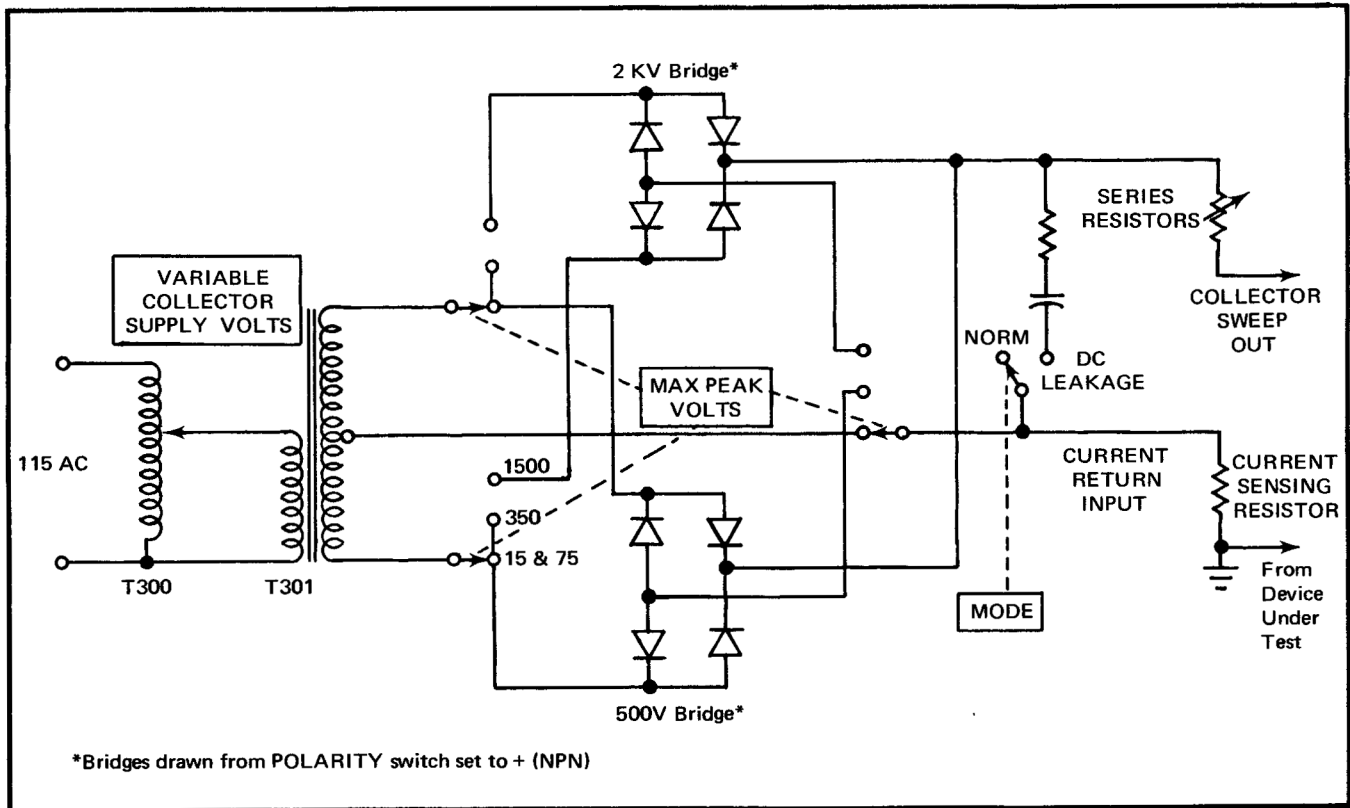 2 KV Bridge*
VARIABLE
COLLECTOR
SUPPLY VOLTS
SERIES
RESISTORS
COLLECTOR
SWEEP
OUT
NORM
DC
LEAKAGE
MAX PEAK
VOLTS
115 AC
1500
350
15 & 75
CURRENT
RETURN
INPUT
CURRENT
SENSING
RESISTOR
T300
T301
MODE
From
Device
Under
Test
500V Bridge*
*Bridges drawn from POLARITY switch set to + (NPN)